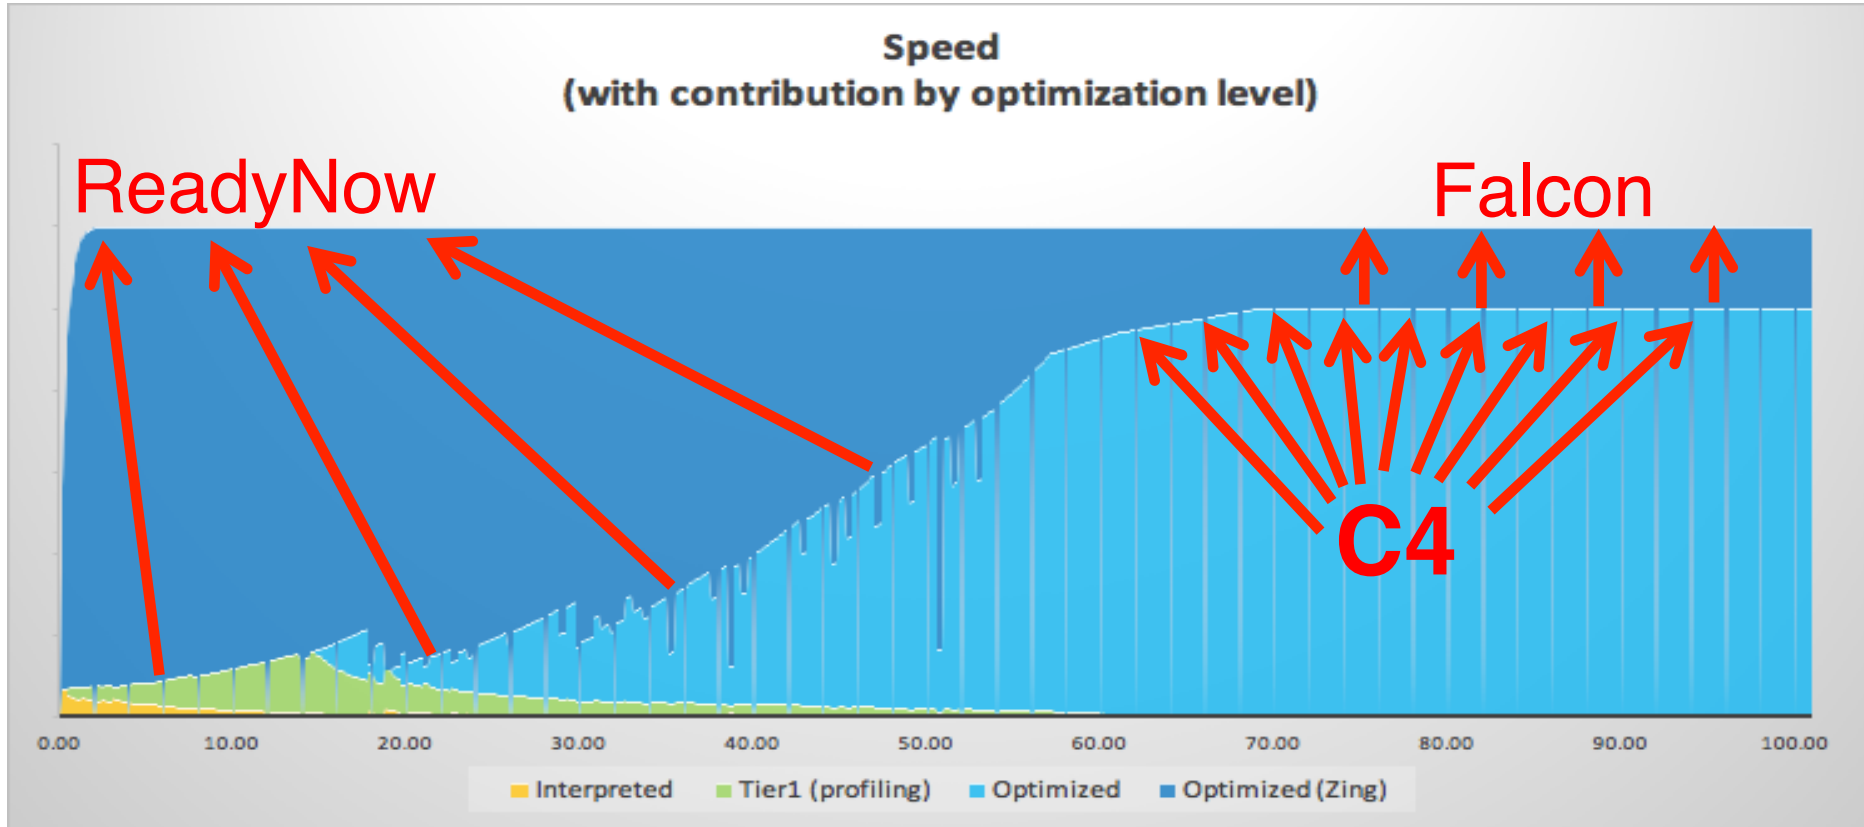 Speed
(with contribution by optimization level)
ReadyNow
Falcon
C4
0.00 10.00 20.00 30.00 40.00 50.00 60.00 70.00 80.00 90.00 100.00
Interpreted Tier1 (profiling) Optimized Optimized (Zing)